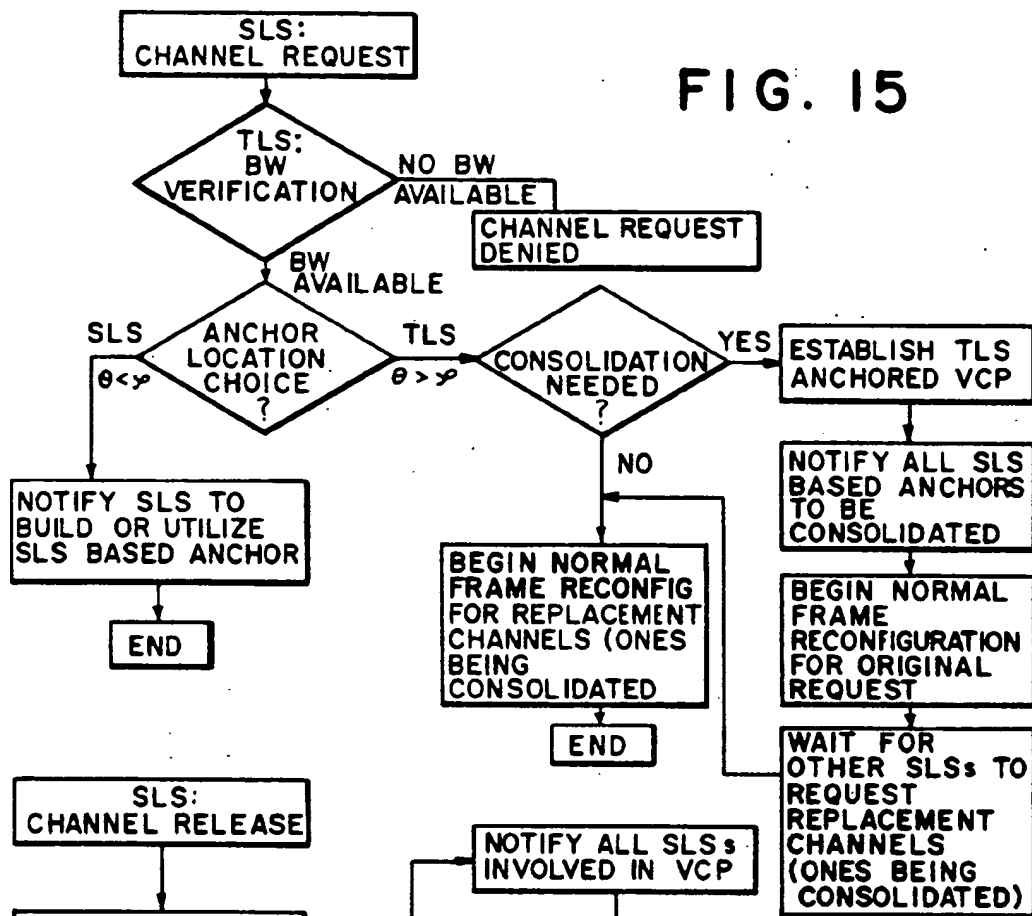 SLS:
CHANNEL REQUEST
FIG. 15
TLS:
BW
VERIFICATION
NO BW
AVAILABLE
CHANNEL REQUEST
DENIED
BW
AVAILABLE
SLS
θ<φ
ANCHOR
LOCATION
CHOICE
?
TLS
θ>φ
CONSOLIDATION
NEEDED
?
YES
ESTABLISH TLS
ANCHORED VCP
NO
NOTIFY ALL SLS
BASED ANCHORS
TO BE
CONSOLIDATED
NOTIFY SLS TO
BUILD OR UTILIZE
SLS BASED ANCHOR
END
BEGIN NORMAL
FRAME RECONFIG
FOR REPLACEMENT
CHANNELS (ONES
BEING
CONSOLIDATED
END
BEGIN NORMAL
FRAME
RECONFIGURATION
FOR ORIGINAL
REQUEST
WAIT FOR
OTHER SLSs TO
REQUEST
REPLACEMENT
CHANNELS
(ONES BEING
CONSOLIDATED)
SLS:
CHANNEL RELEASE
NOTIFY ALL SLSs
INVOLVED IN VCP